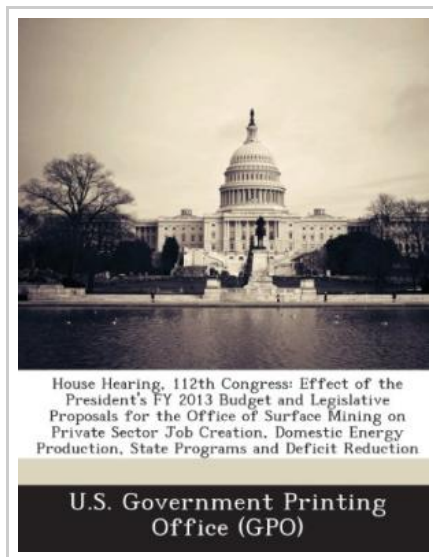 House Hearing, 112th Congress: Effect of the
President's FY 2013 Budget and Legislative
Proposals for the Office of Surface Mining on
Private Sector Job Creation, Domestic Energy
Production, State Programs and Deficit Reduction
U.S. Government Printing
Office (GPO)